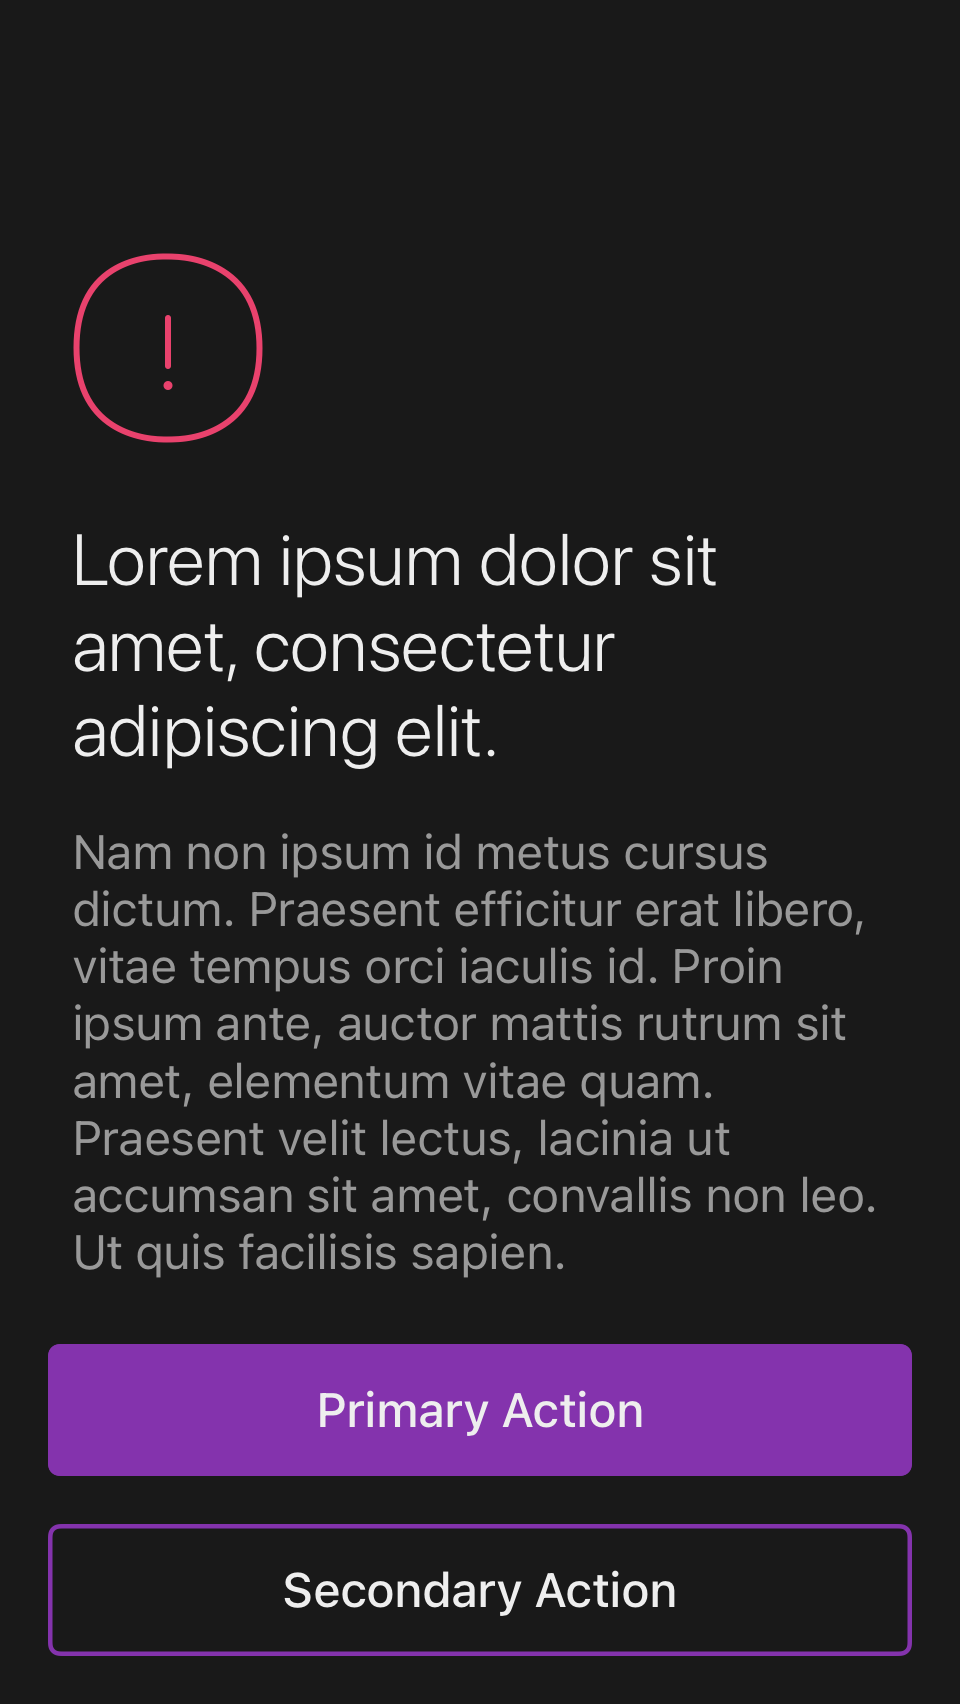 Lorem ipsum dolor sit
amet, consectetur
adipiscing elit.
Nam non ipsum id metus cursus
dictum. Praesent efficitur erat libero,
vitae tempus orci iaculis id. Proin
ipsum ante, auctor mattis rutrum sit
amet, elementum vitae quam.
Praesent velit lectus, lacinia ut
accumsan sit amet, convallis non leo.
Ut quis facilisis sapien.
Primary Action
Secondary Action